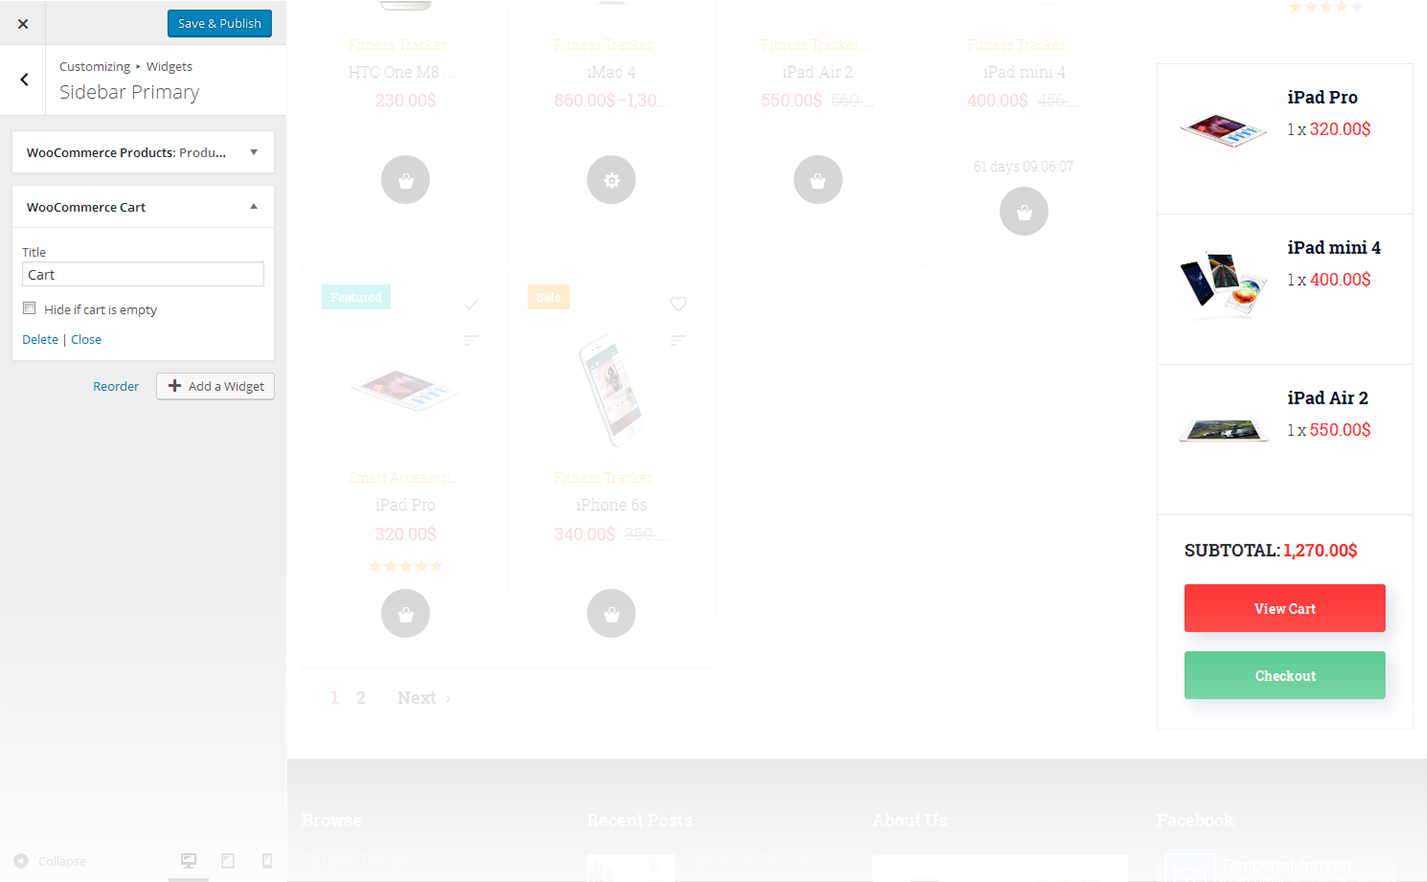 Save & Publish
Customizing ▸ Widgets
Sidebar Primary
WooCommerce Products: Produ...
WooCommerce Cart
Title
Cart
Hide if cart is empty
Delete | Close
Reorder
Add a Widget
Collapse
Fitness Tracker,...
HTC One M8 ...
230.00$
Fitness Tracker,...
iMac 4
860.00$–1,30...
Fitness Tracker,...
iPad Air 2
550.00$ 560-...
Fitness Tracker,...
iPad mini 4
400.00$ 456-...
61 days 09:06:07
Featured
Smart Accessori...
iPad Pro
320.00$
Sale
Fitness Tracker,...
iPhone 6s
340.00$ 360-...
1 2 Next ›
iPad Pro
1 x 320.00$
iPad mini 4
1 x 400.00$
iPad Air 2
1 x 550.00$
SUBTOTAL: 1,270.00$
View Cart
Checkout
Browse
Fitness Tracker
Recent Posts
About Us
Facebook
TemplateMonster